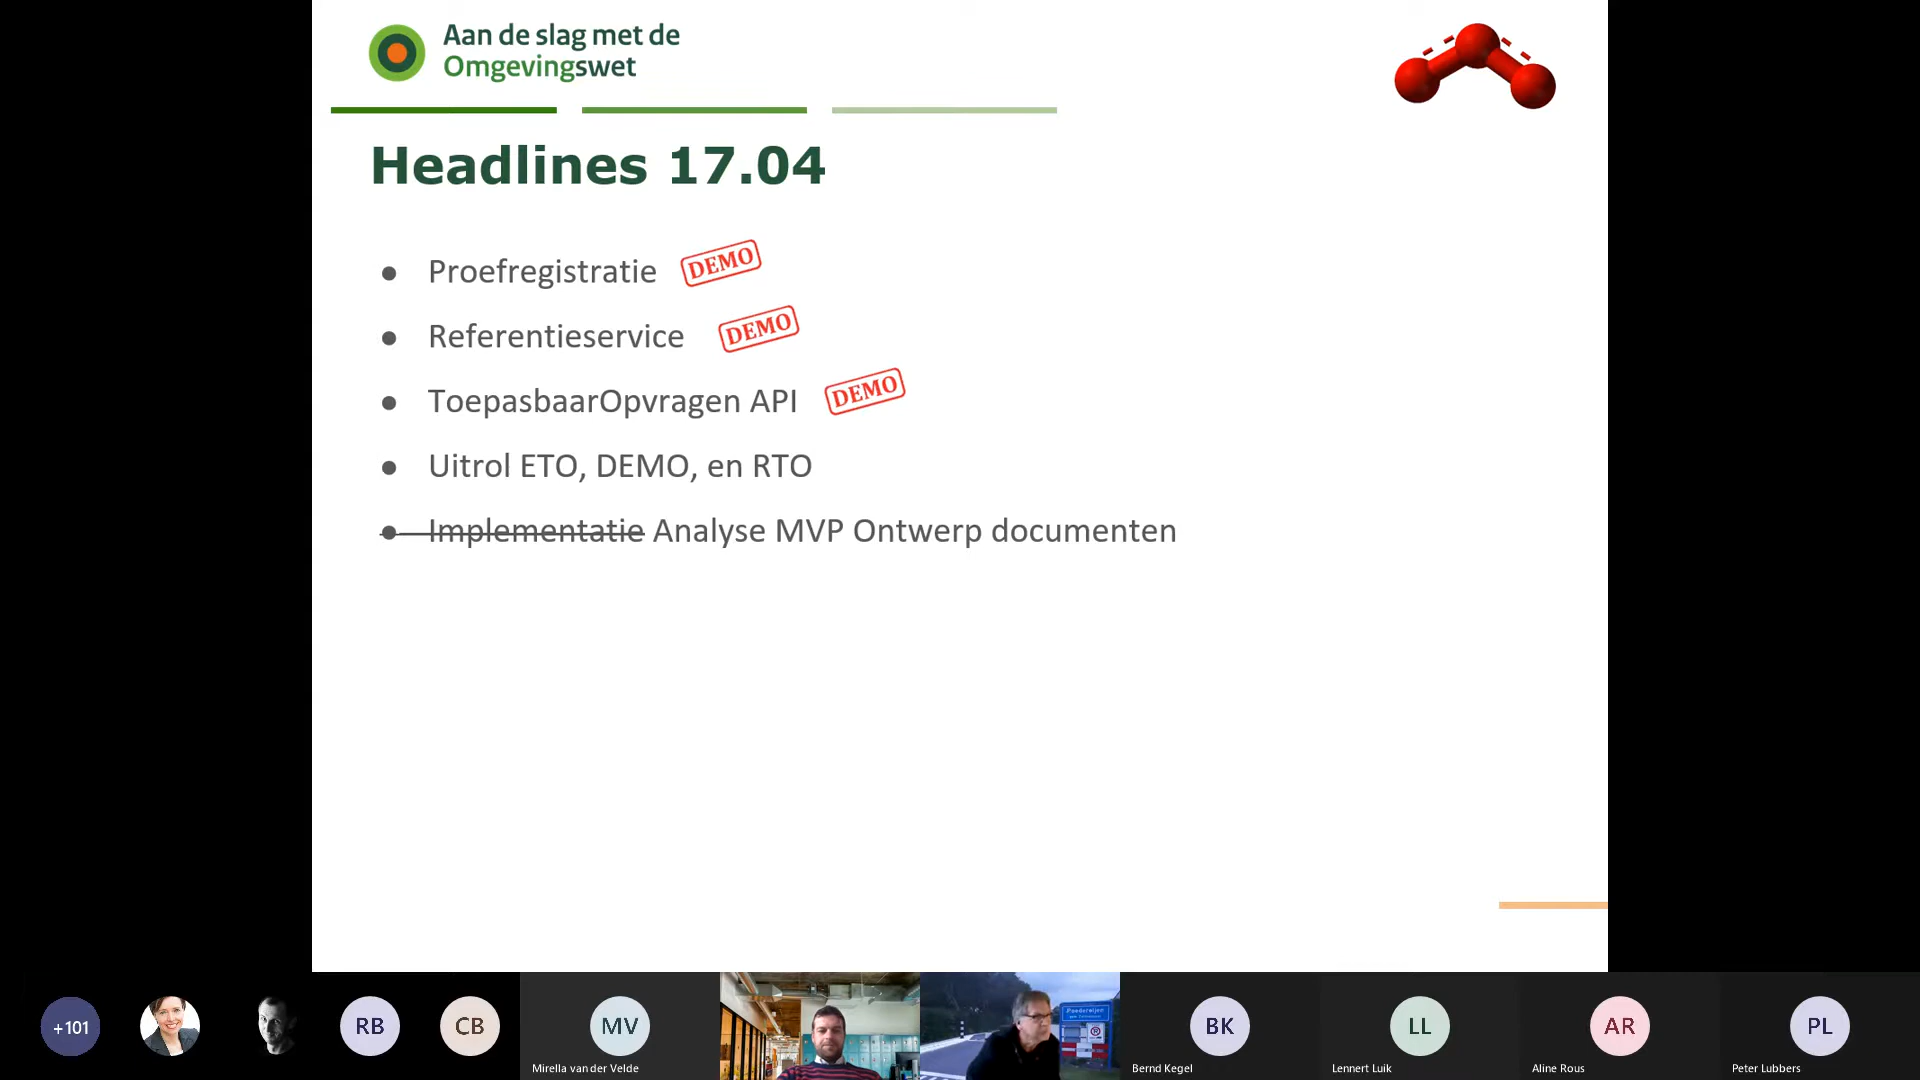 Aan de slag met de
Omgevingswet
Headlines 17.04
● Proefregistratie DEMO
● Referentieservice DEMO
● ToepasbaarOpvragen API DEMO
● Uitrol ETO, DEMO, en RTO
● Implementatie Analyse MVP Ontwerp documenten
+101
RB
CB
MV
Mirella van der Velde
Poederoijen
BK
Bernd Kegel
LL
Lennert Luik
AR
Aline Rous
PL
Peter Lubbers